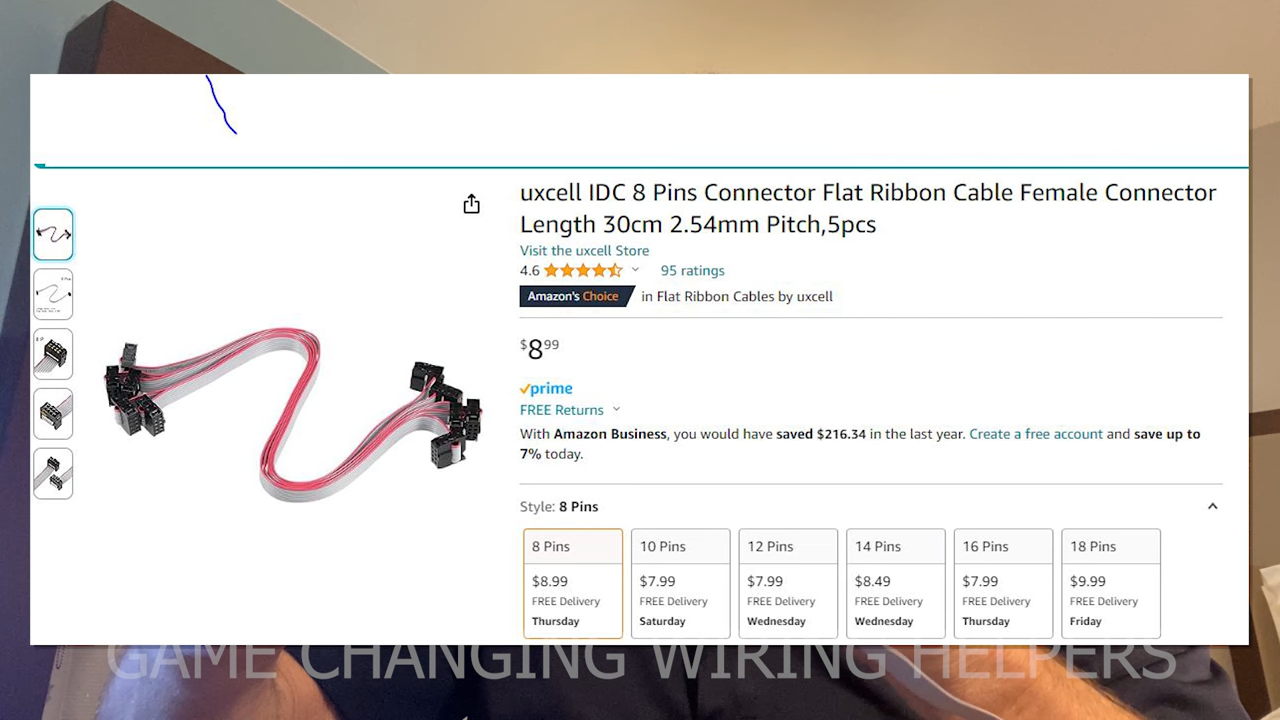 uxcell IDC 8 Pins Connector Flat Ribbon Cable Female Connector
Length 30cm 2.54mm Pitch,5pcs
Visit the uxcell Store
4.6 95 ratings
Amazon's Choice in Flat Ribbon Cables by uxcell
$8.99
prime
FREE Returns
With Amazon Business, you would have saved $216.34 in the last year. Create a free account and save up to
7% today.
Style: 8 Pins
8 Pins 10 Pins 12 Pins 14 Pins 16 Pins 18 Pins
$8.99 $7.99 $7.99 $8.49 $7.99 $9.99
FREE Delivery FREE Delivery FREE Delivery FREE Delivery FREE Delivery FREE Delivery
Thursday Saturday Wednesday Wednesday Thursday Friday
GAME CHANGING WIRING HELPERS